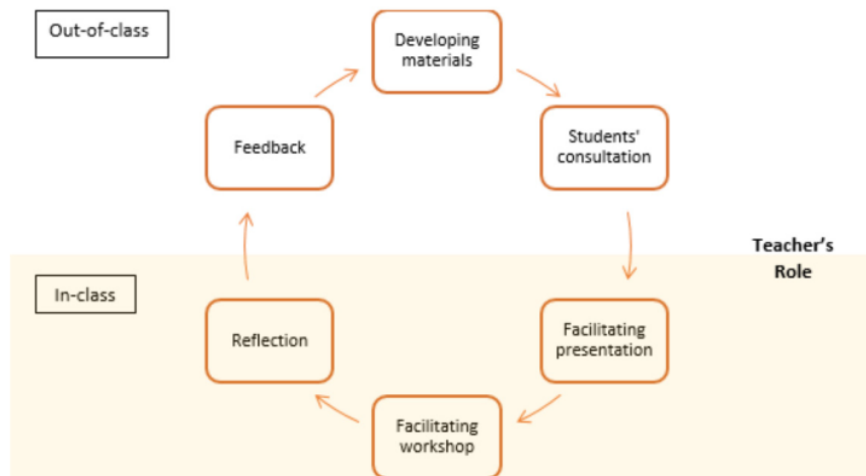 Out-of-class
Developing
materials
Feedback
Students'
consultation
Teacher’s
Role
In-class
Reflection
Facilitating
presentation
Facilitating
workshop